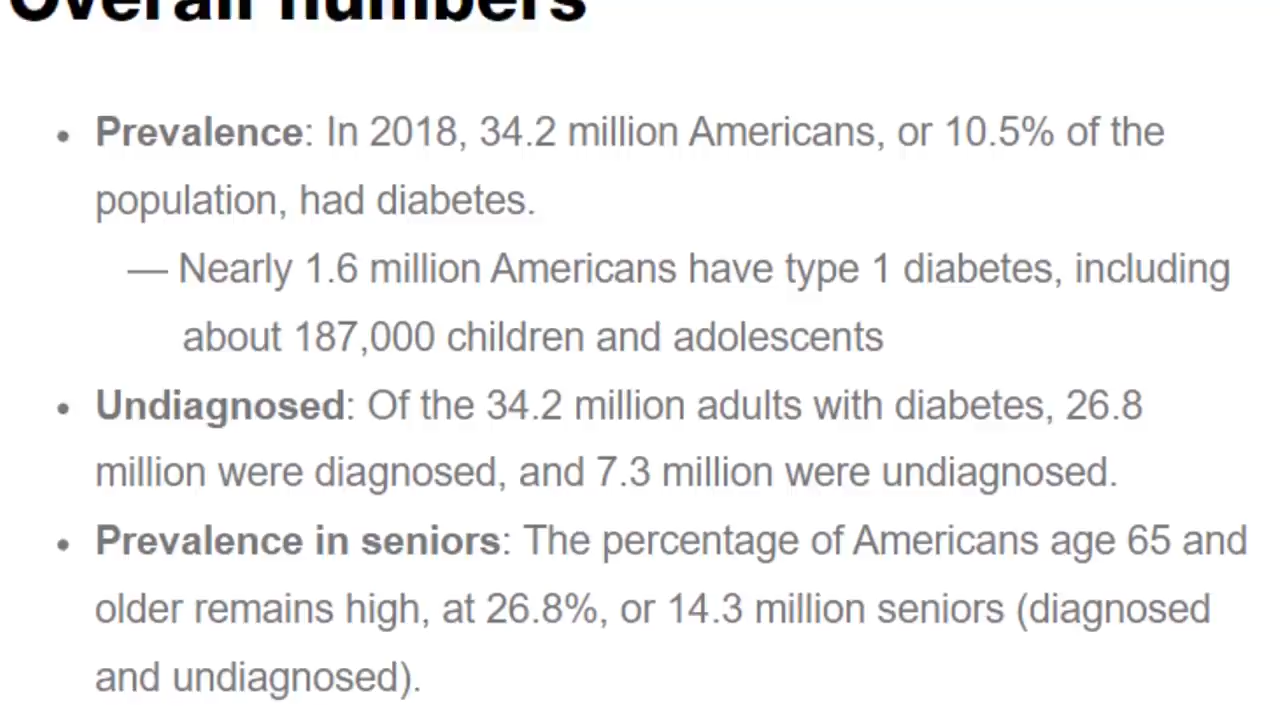 Overall numbers
• Prevalence: In 2018, 34.2 million Americans, or 10.5% of the
population, had diabetes.
— Nearly 1.6 million Americans have type 1 diabetes, including
about 187,000 children and adolescents
• Undiagnosed: Of the 34.2 million adults with diabetes, 26.8
million were diagnosed, and 7.3 million were undiagnosed.
• Prevalence in seniors: The percentage of Americans age 65 and
older remains high, at 26.8%, or 14.3 million seniors (diagnosed
and undiagnosed).